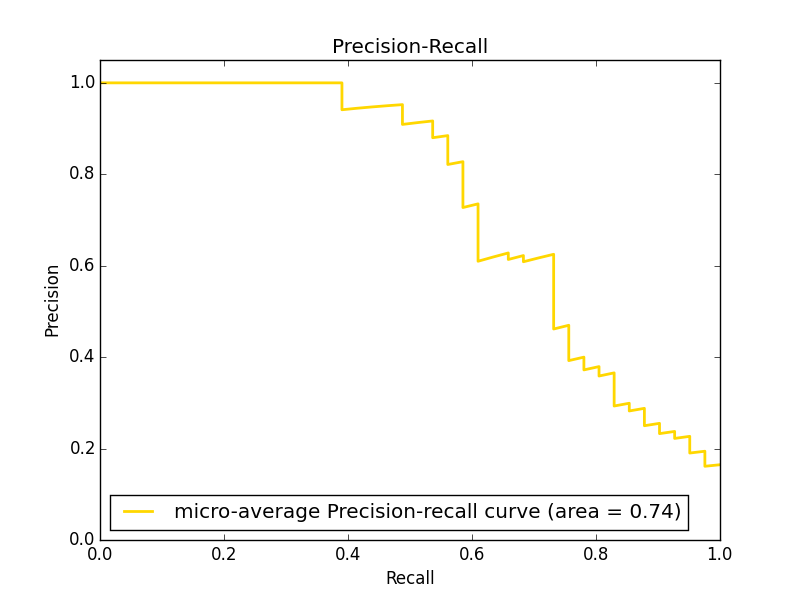 Precision-Recall
1.0
0.8
0.6
0.4
0.2
0.0
Precision
micro-average Precision-recall curve (area = 0.74)
0.0 0.2 0.4 0.6 0.8 1.0
Recall